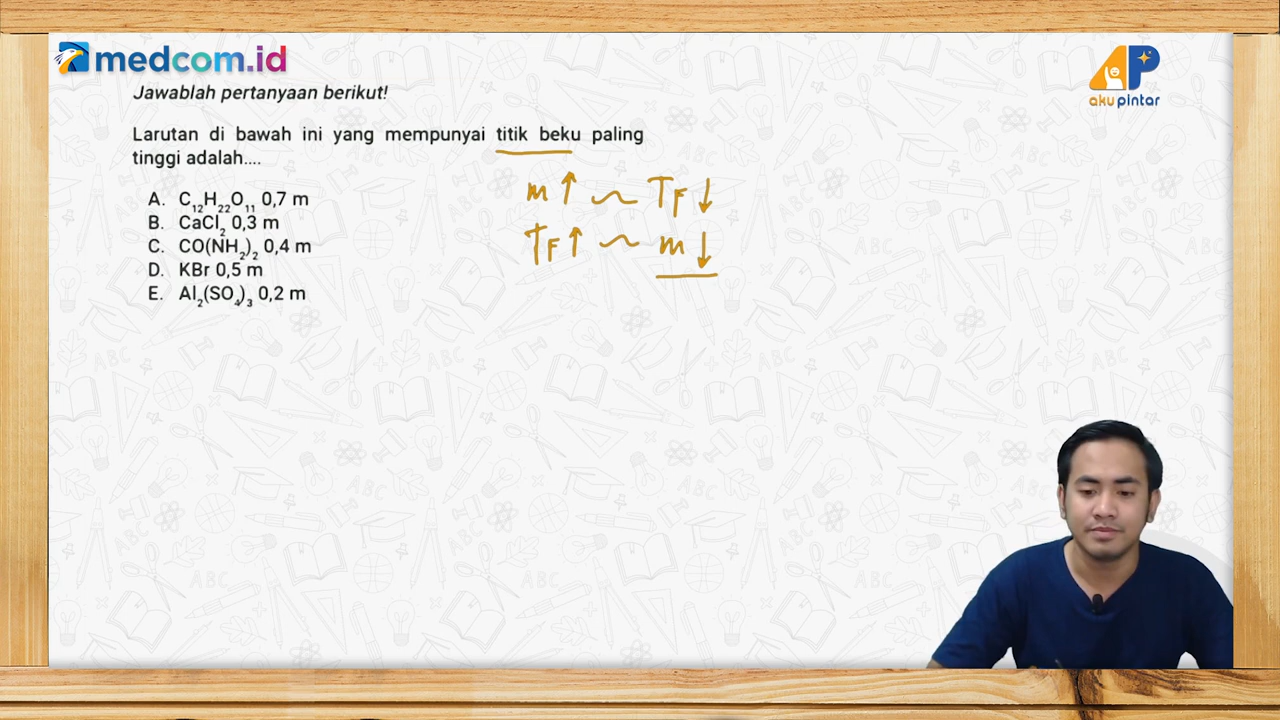 medcom.id
AP
aku pintar
Jawablah pertanyaan berikut!
Larutan di bawah ini yang mempunyai titik beku paling
tinggi adalah....
A. C₁₂H₂₂O₁₁ 0,7 m
B. CaCl₂ 0,3 m
C. CO(NH₂)₂ 0,4 m
D. KBr 0,5 m
E. Al₂(SO₄)₃ 0,2 m
m ↑ ~ TF ↓
TF ↑ ~ m ↓